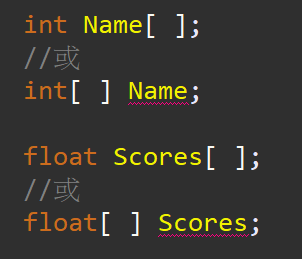 int Name[ ];
//或
int[ ] Name;
float Scores[ ];
//或
float[ ] Scores;